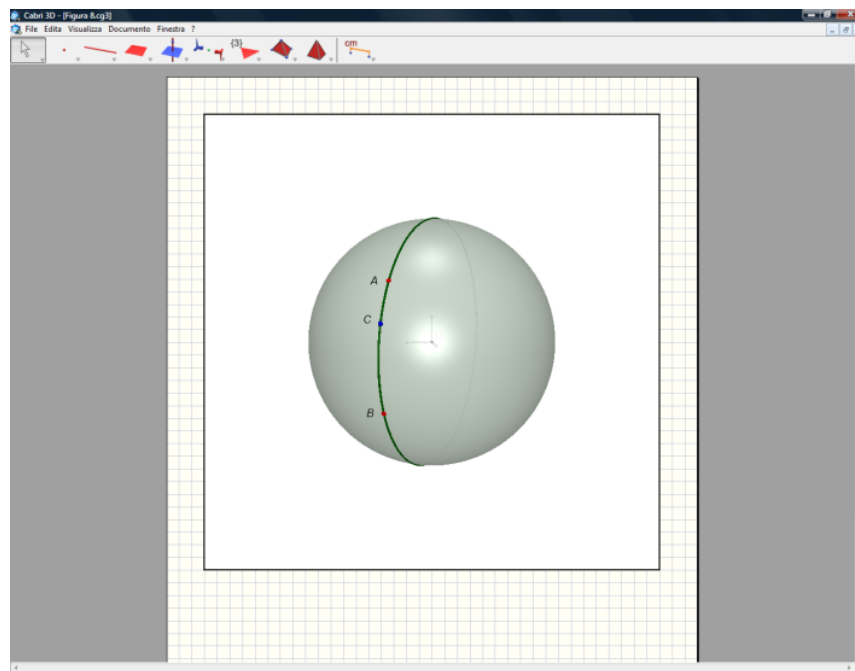 Cabri 3D - [Figura 8.cg3]
File Edita Visualizza Documento Finestra ?
{3}
cm
A
C
B